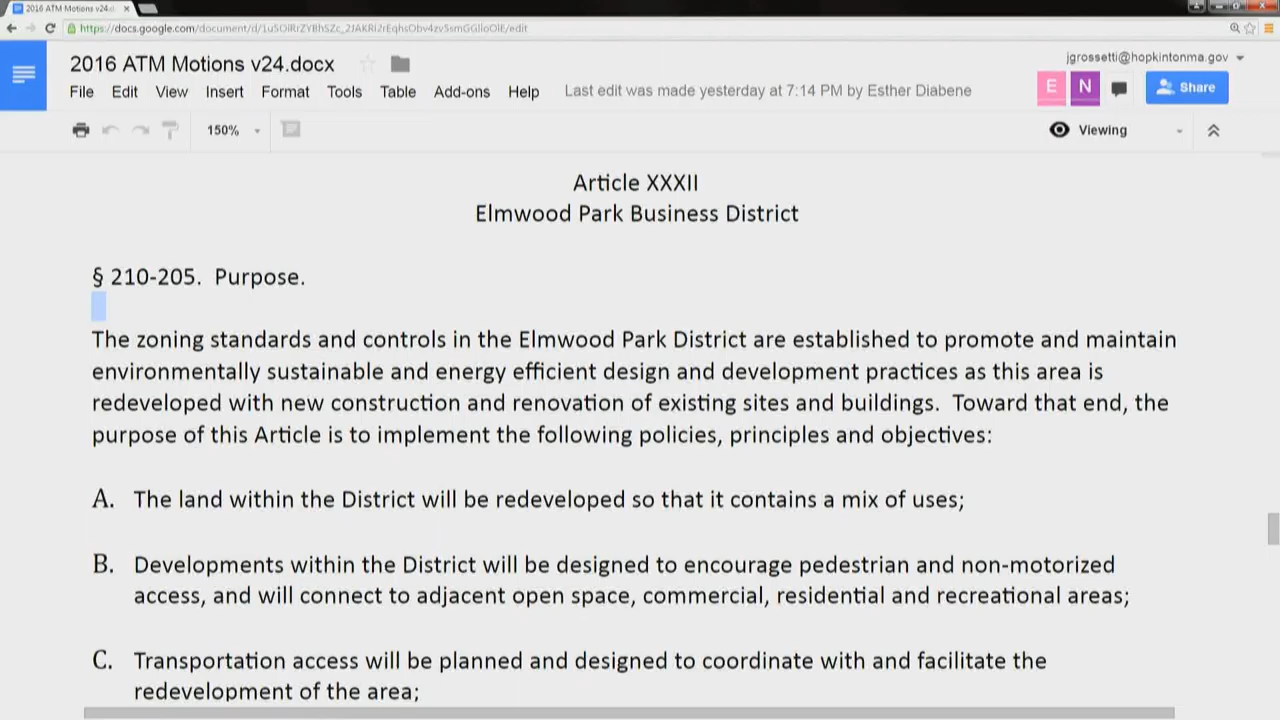 2016 ATM Motions v24.d
2016 ATM Motions v24.docx
jgrossetti@hopkintonma.gov
File Edit View Insert Format Tools Table Add-ons Help Last edit was made yesterday at 7:14 PM by Esther Diabene
E N Share
150% Viewing
Article XXXII
Elmwood Park Business District
§ 210-205. Purpose.
The zoning standards and controls in the Elmwood Park District are established to promote and maintain
environmentally sustainable and energy efficient design and development practices as this area is
redeveloped with new construction and renovation of existing sites and buildings. Toward that end, the
purpose of this Article is to implement the following policies, principles and objectives:
A. The land within the District will be redeveloped so that it contains a mix of uses;
B. Developments within the District will be designed to encourage pedestrian and non-motorized
access, and will connect to adjacent open space, commercial, residential and recreational areas;
C. Transportation access will be planned and designed to coordinate with and facilitate the
redevelopment of the area;